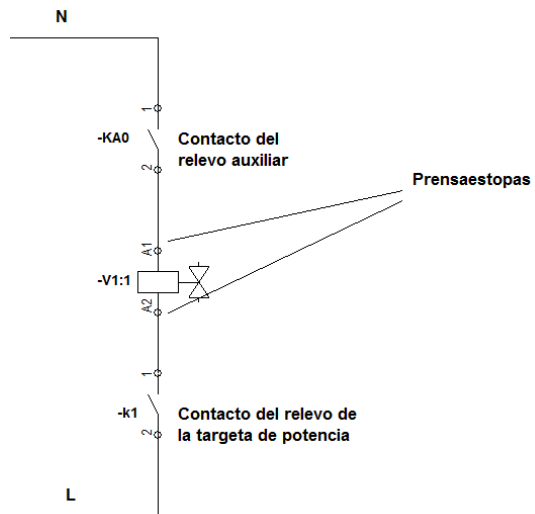 N
1
-KA0
Contacto del
relevo auxiliar
2
Prensaestopas
A1
-V1:1
A2
1
-k1
Contacto del relevo de
la targeta de potencia
2
L